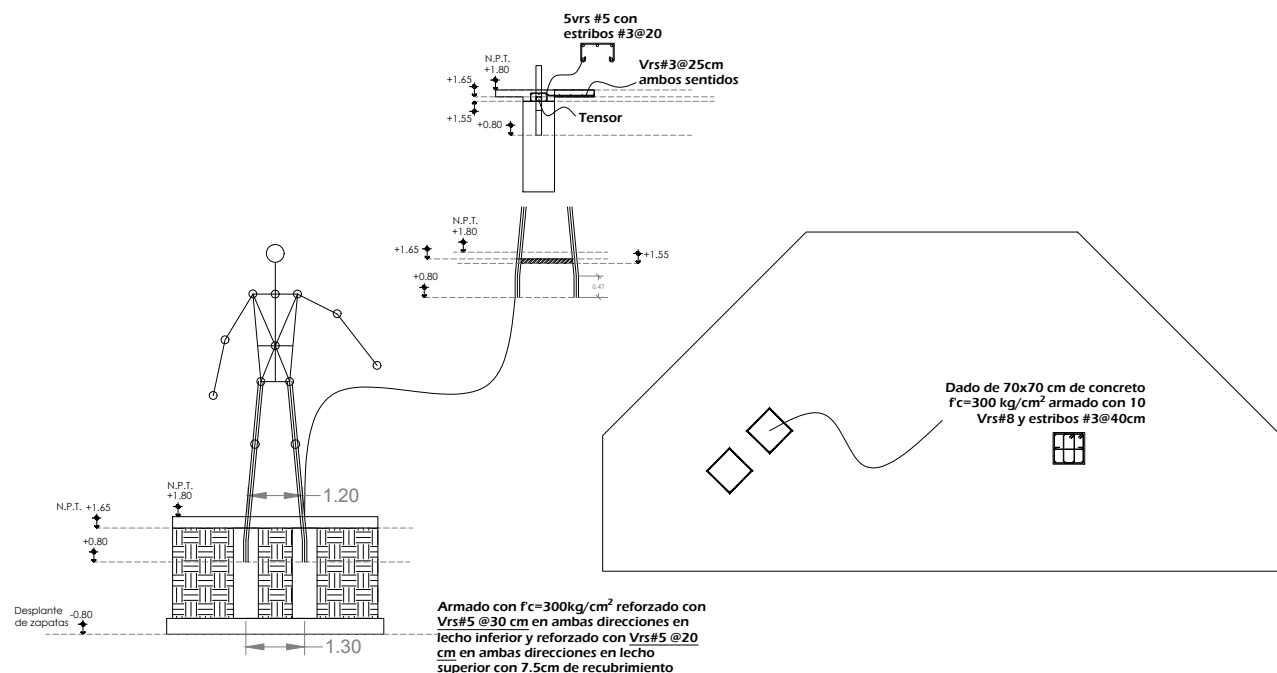 5vrs #5 con
estribos #3@20
N.P.T.
+1.80
Vrs#3@25cm
ambos sentidos
+1.65
+1.55
Tensor
+0.80
N.P.T.
+1.80
+1.65
+1.55
+0.80
0.47
Dado de 70x70 cm de concreto
f'c=300 kg/cm² armado con 10
Vrs#8 y estribos #3@40cm
1.20
N.P.T.
+1.80
N.P.T. +1.65
+0.80
Desplante
de zapatas
-0.80
1.30
Armado con f'c=300kg/cm² reforzado con
Vrs#5 @30 cm en ambas direcciones en
lecho inferior y reforzado con Vrs#5 @20
cm en ambas direcciones en lecho
superior con 7.5cm de recubrimiento